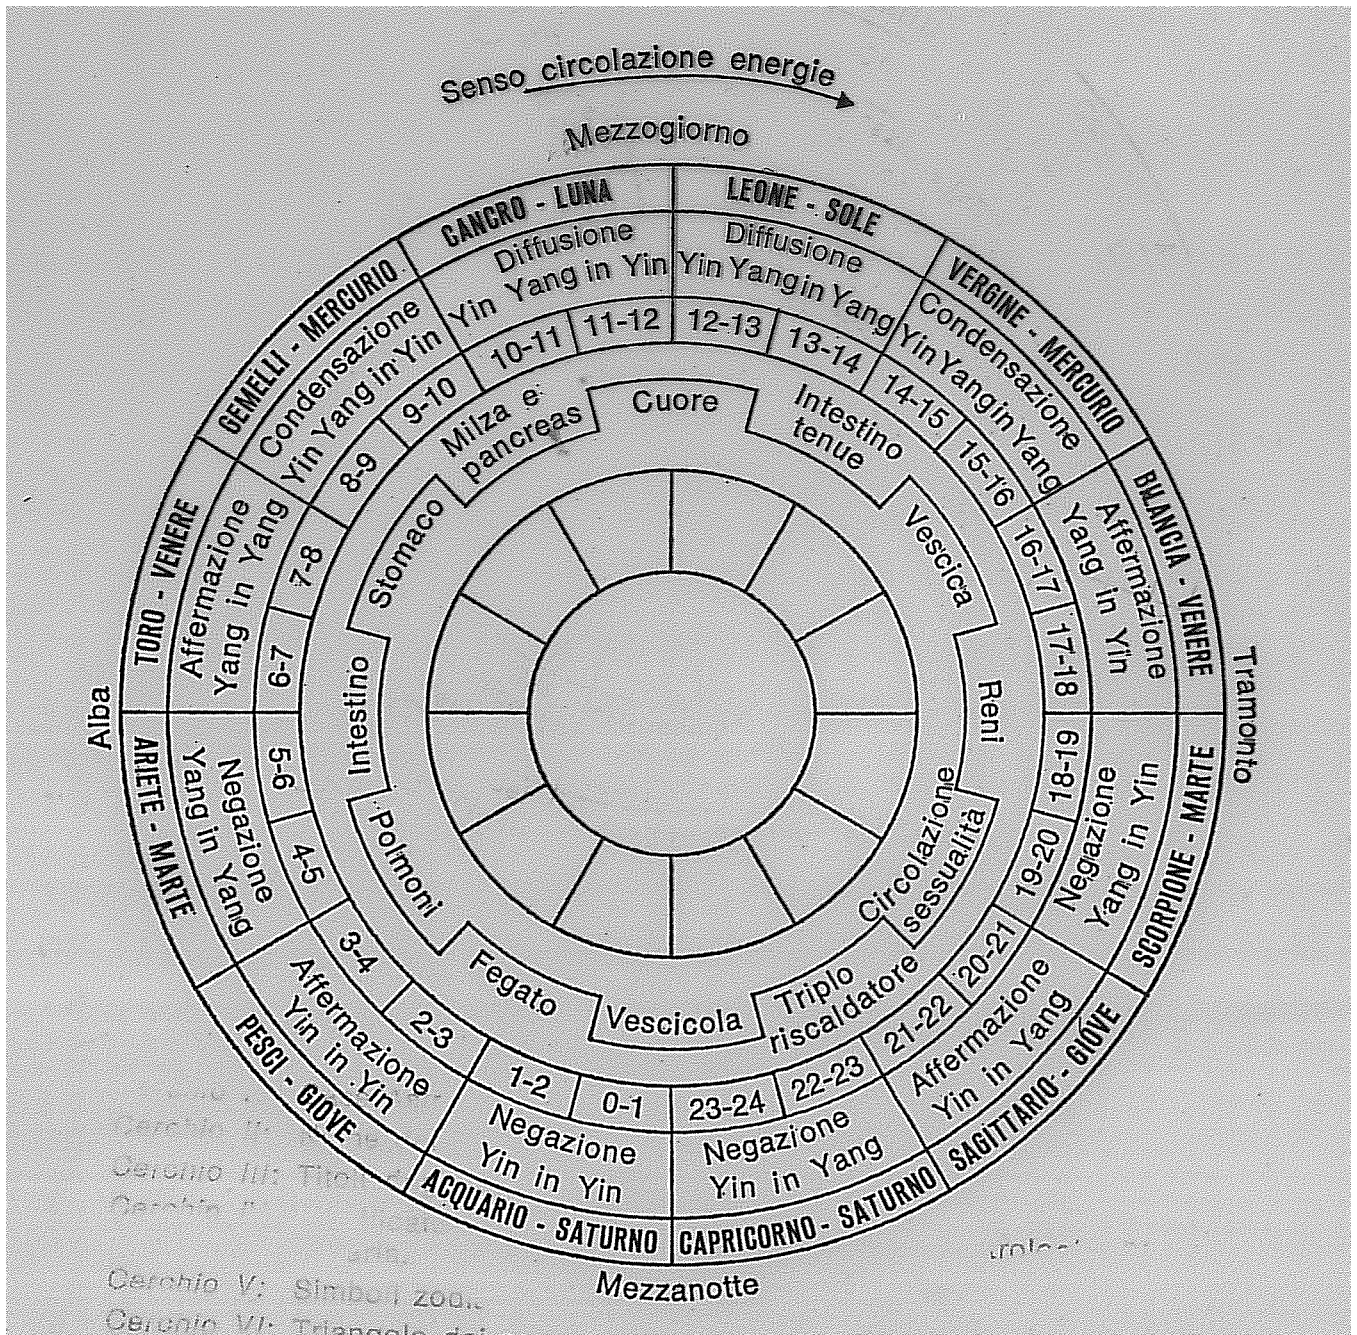 Senso circolazione energie
Mezzogiorno
LEONE - SOLE
VERGINE - MERCURIO
BILANCIA - VENERE
Tramonto
SCORPIONE - MARTE
SAGITTARIO - GIOVE
CAPRICORNO - SATURNO
Mezzanotte
ACQUARIO - SATURNO
PESCI - GIOVE
ARIETE - MARTE
Alba
TORO - VENERE
GEMELLI - MERCURIO
CANCRO - LUNA
Diffusione
Yin Yang in Yang
Condensazione
Yin Yang in Yang
Affermazione
Yang in Yin
Negazione
Yang in Yin
Affermazione
Yin in Yang
Negazione
Yin in Yang
Negazione
Yin in Yin
Affermazione
Yin in Yin
Negazione
Yang in Yang
Affermazione
Yang in Yang
Condensazione
Yin Yang in Yin
Diffusione
Yin Yang in Yin
12-13
13-14
14-15
15-16
16-17
17-18
18-19
19-20
20-21
21-22
22-23
23-24
0-1
1-2
2-3
3-4
4-5
5-6
6-7
7-8
8-9
9-10
10-11
11-12
Cuore
Intestino
tenue
Vescica
Reni
Circolazione
sessualità
Triplo
riscaldatore
Vescicola
Fegato
Polmoni
Intestino
Stomaco
Milza e
pancreas
Cerchio
Cerchio III:
Cerchio V:
Cerchio VI: Triangolo